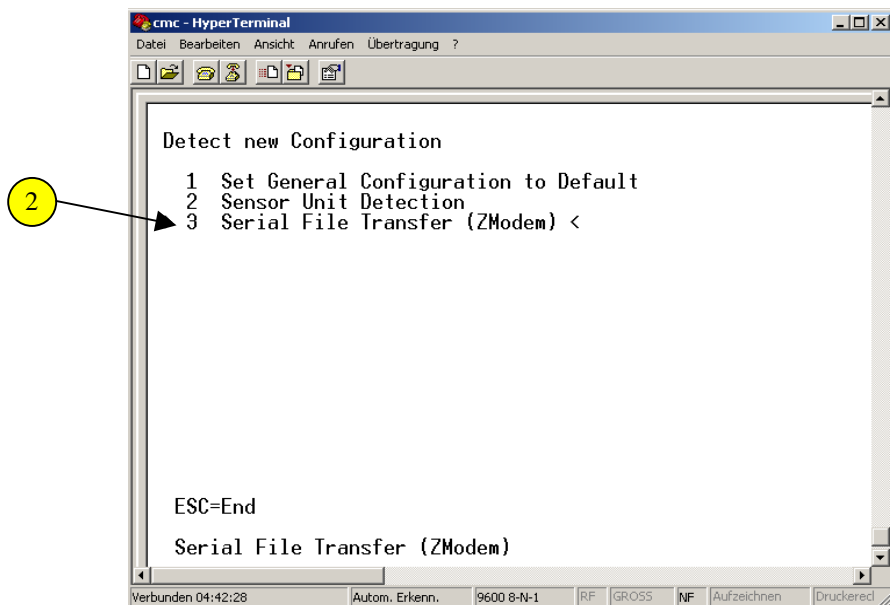 cmc - HyperTerminal
Datei Bearbeiten Ansicht Anrufen Übertragung ?
Detect new Configuration
1 Set General Configuration to Default
2 Sensor Unit Detection
2
3 Serial File Transfer (ZModem) <
ESC=End
Serial File Transfer (ZModem)
Verbunden 04:42:28 Autom. Erkenn. 9600 8-N-1 RF GROSS NF Aufzeichnen Druckerecl